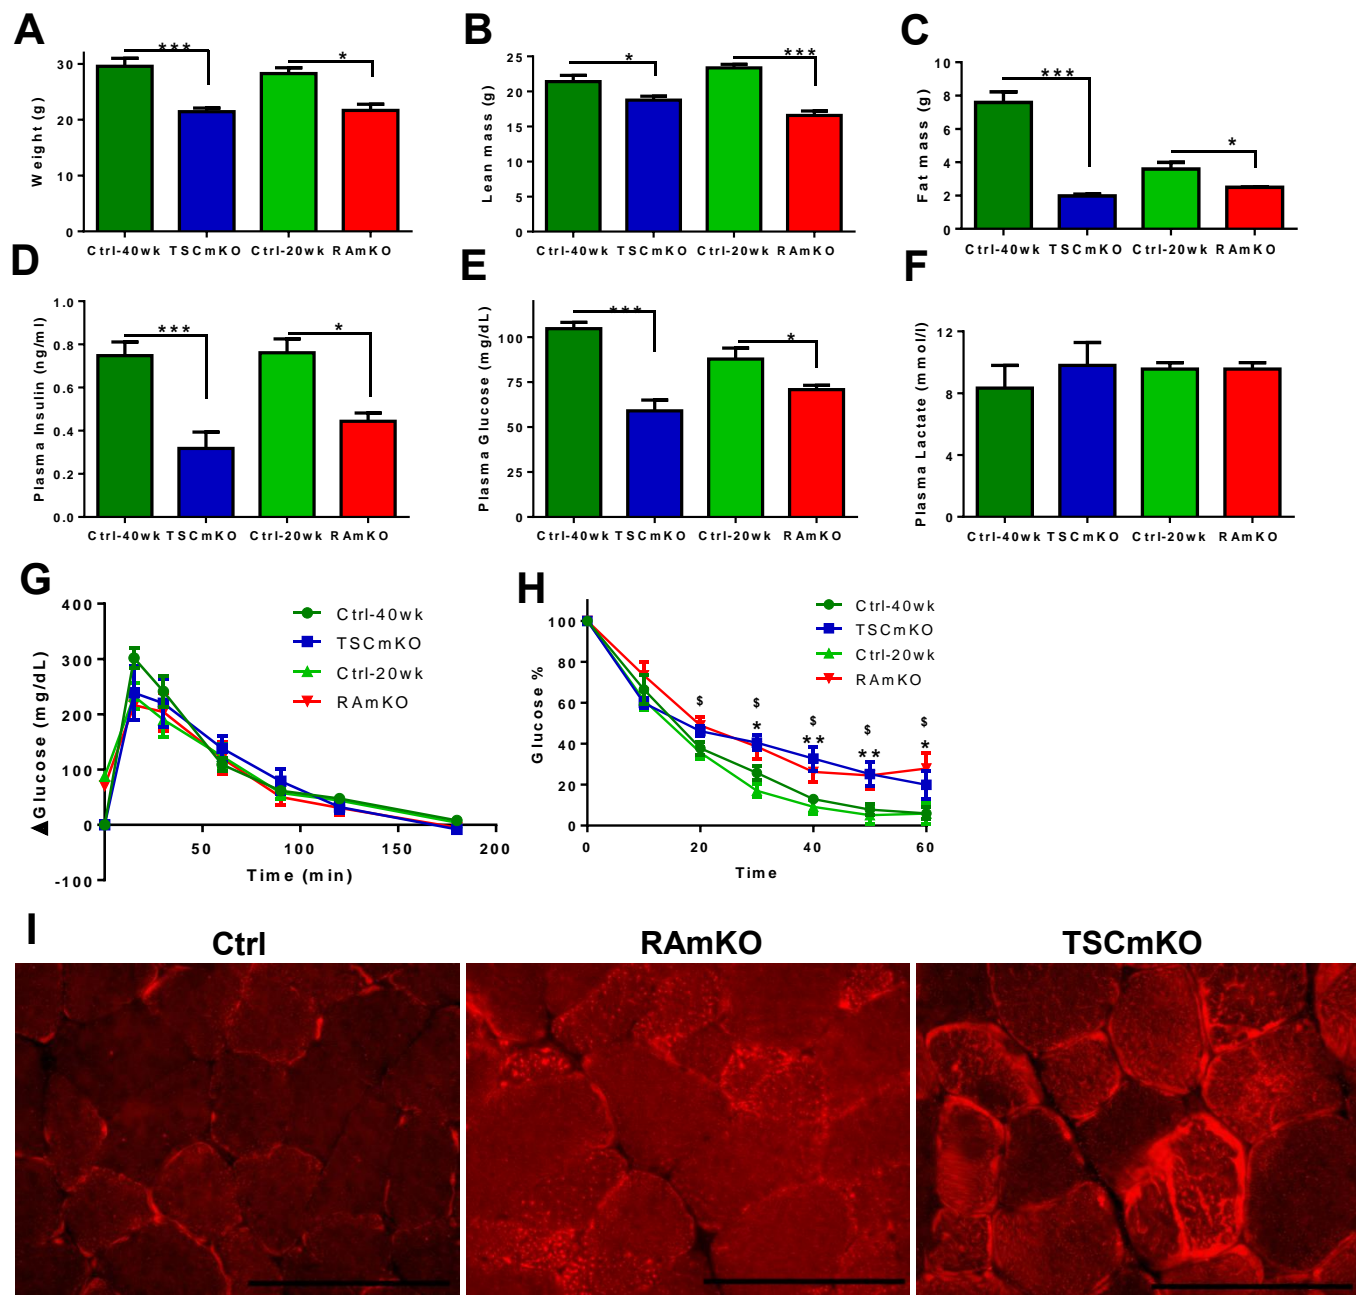 A
Weight (g)
30
20
10
0
***
*
Ctrl-40wk TSCmKO Ctrl-20wk RAmKO
B
Lean mass (g)
25
20
15
10
5
0
*
***
Ctrl-40wk TSCmKO Ctrl-20wk RAmKO
C
Fat mass (g)
10
8
6
4
2
0
***
*
Ctrl-40wk TSCmKO Ctrl-20wk RAmKO
D
Plasma Insulin (ng/ml)
1.0
0.8
0.6
0.4
0.2
0.0
***
*
Ctrl-40wk TSCmKO Ctrl-20wk RAmKO
E
Plasma Glucose (mg/dL)
100
75
50
25
0
***
*
Ctrl-40wk TSCmKO Ctrl-20wk RAmKO
F
Plasma Lactate (mmol/l)
12
8
4
0
Ctrl-40wk TSCmKO Ctrl-20wk RAmKO
G
▲Glucose (mg/dL)
400
300
200
100
0
-100
50 100 150 200
Time (min)
Ctrl-40wk
TSCmKO
Ctrl-20wk
RAmKO
H
Glucose %
100
80
60
40
20
0
$ $ $ $ $
* ** ** *
0 20 40 60
Time
Ctrl-40wk
TSCmKO
Ctrl-20wk
RAmKO
I
Ctrl RAmKO TSCmKO